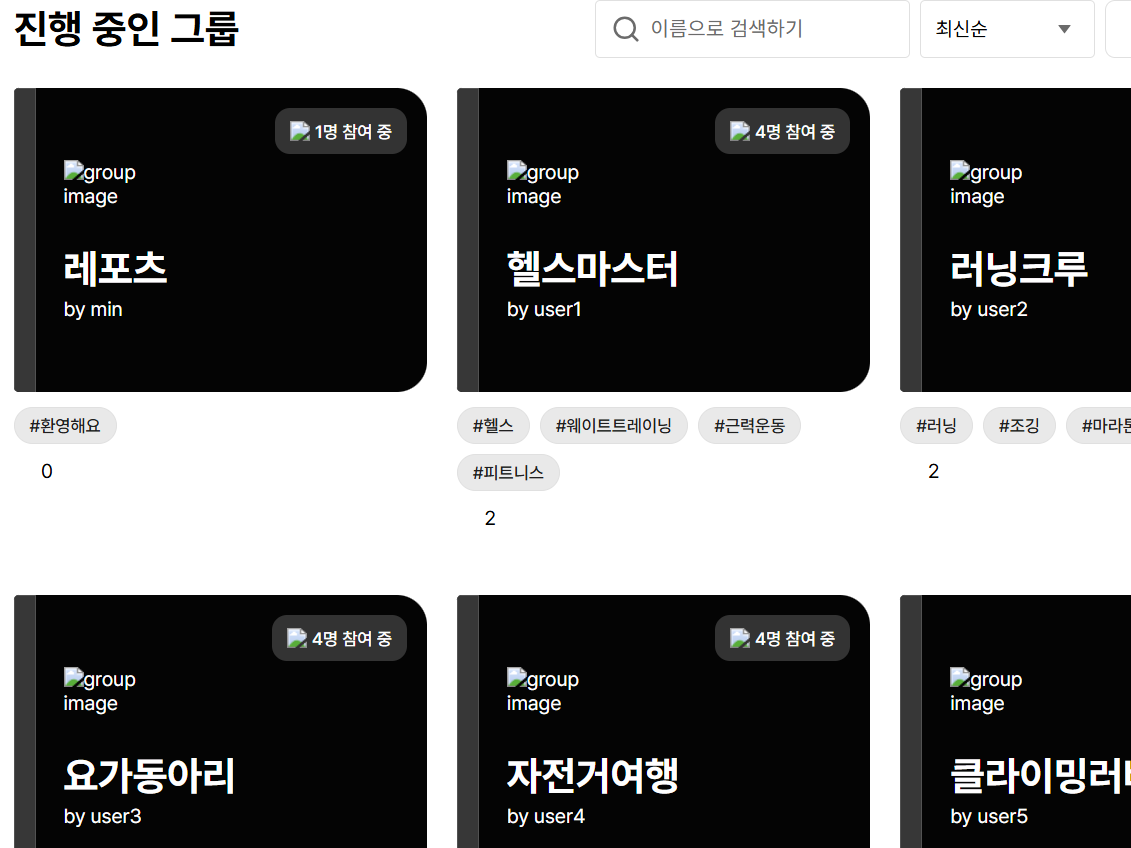 진행 중인 그룹
이름으로 검색하기
최신순
1명 참여 중
group
image
레포츠
by min
#환영해요
0
4명 참여 중
group
image
헬스마스터
by user1
#헬스 #웨이트트레이닝 #근력운동
#피트니스
2
group
image
러닝크루
by user2
#러닝 #조깅
2
4명 참여 중
group
image
요가동아리
by user3
4명 참여 중
group
image
자전거여행
by user4
group
image
클라이밍러
by user5